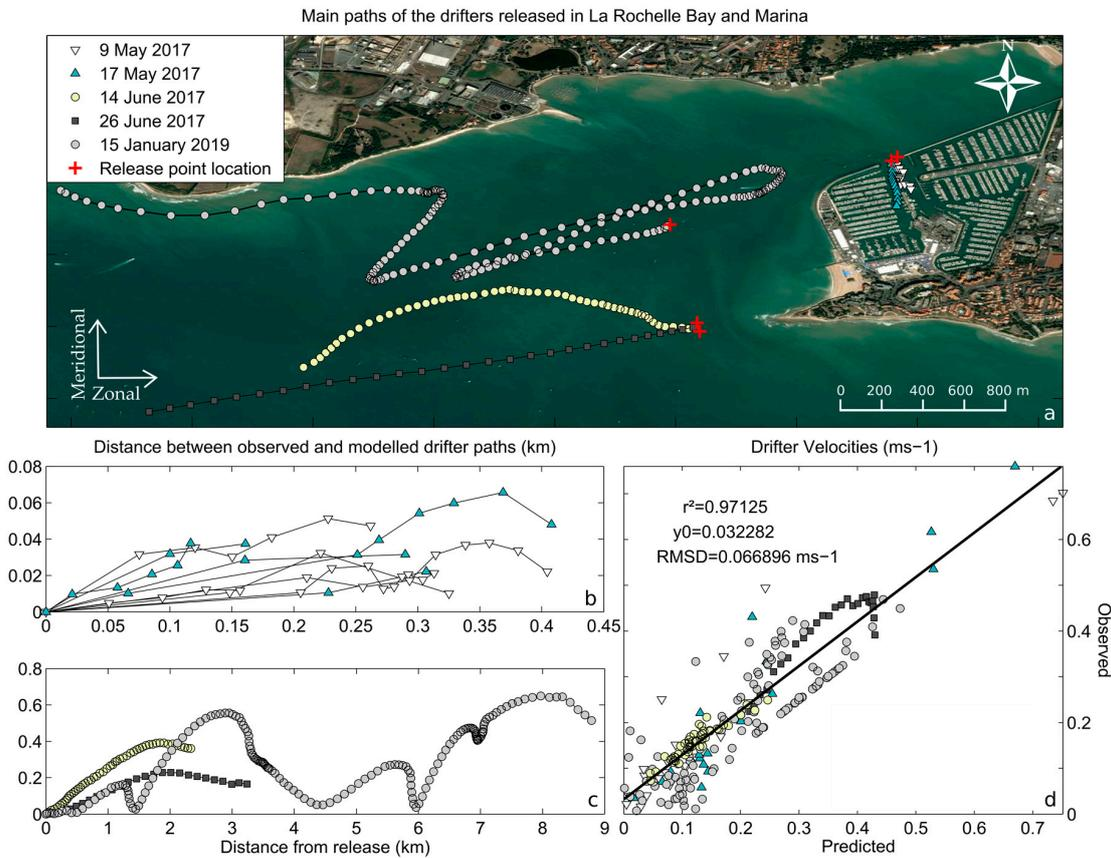 Main paths of the drifters released in La Rochelle Bay and Marina
9 May 2017
17 May 2017
14 June 2017
26 June 2017
15 January 2019
Release point location
N
Meridional
Zonal
0 200 400 600 800 m
a
Distance between observed and modelled drifter paths (km)
0.08
0.06
0.04
0.02
0
0 0.05 0.1 0.15 0.2 0.25 0.3 0.35 0.4 0.45
b
0.8
0.6
0.4
0.2
0
0 1 2 3 4 5 6 7 8 9
c
Distance from release (km)
Drifter Velocities (ms−1)
r²=0.97125
y0=0.032282
RMSD=0.066896 ms−1
0.6
0.4
0.2
0
Observed
d
0 0.1 0.2 0.3 0.4 0.5 0.6 0.7
Predicted